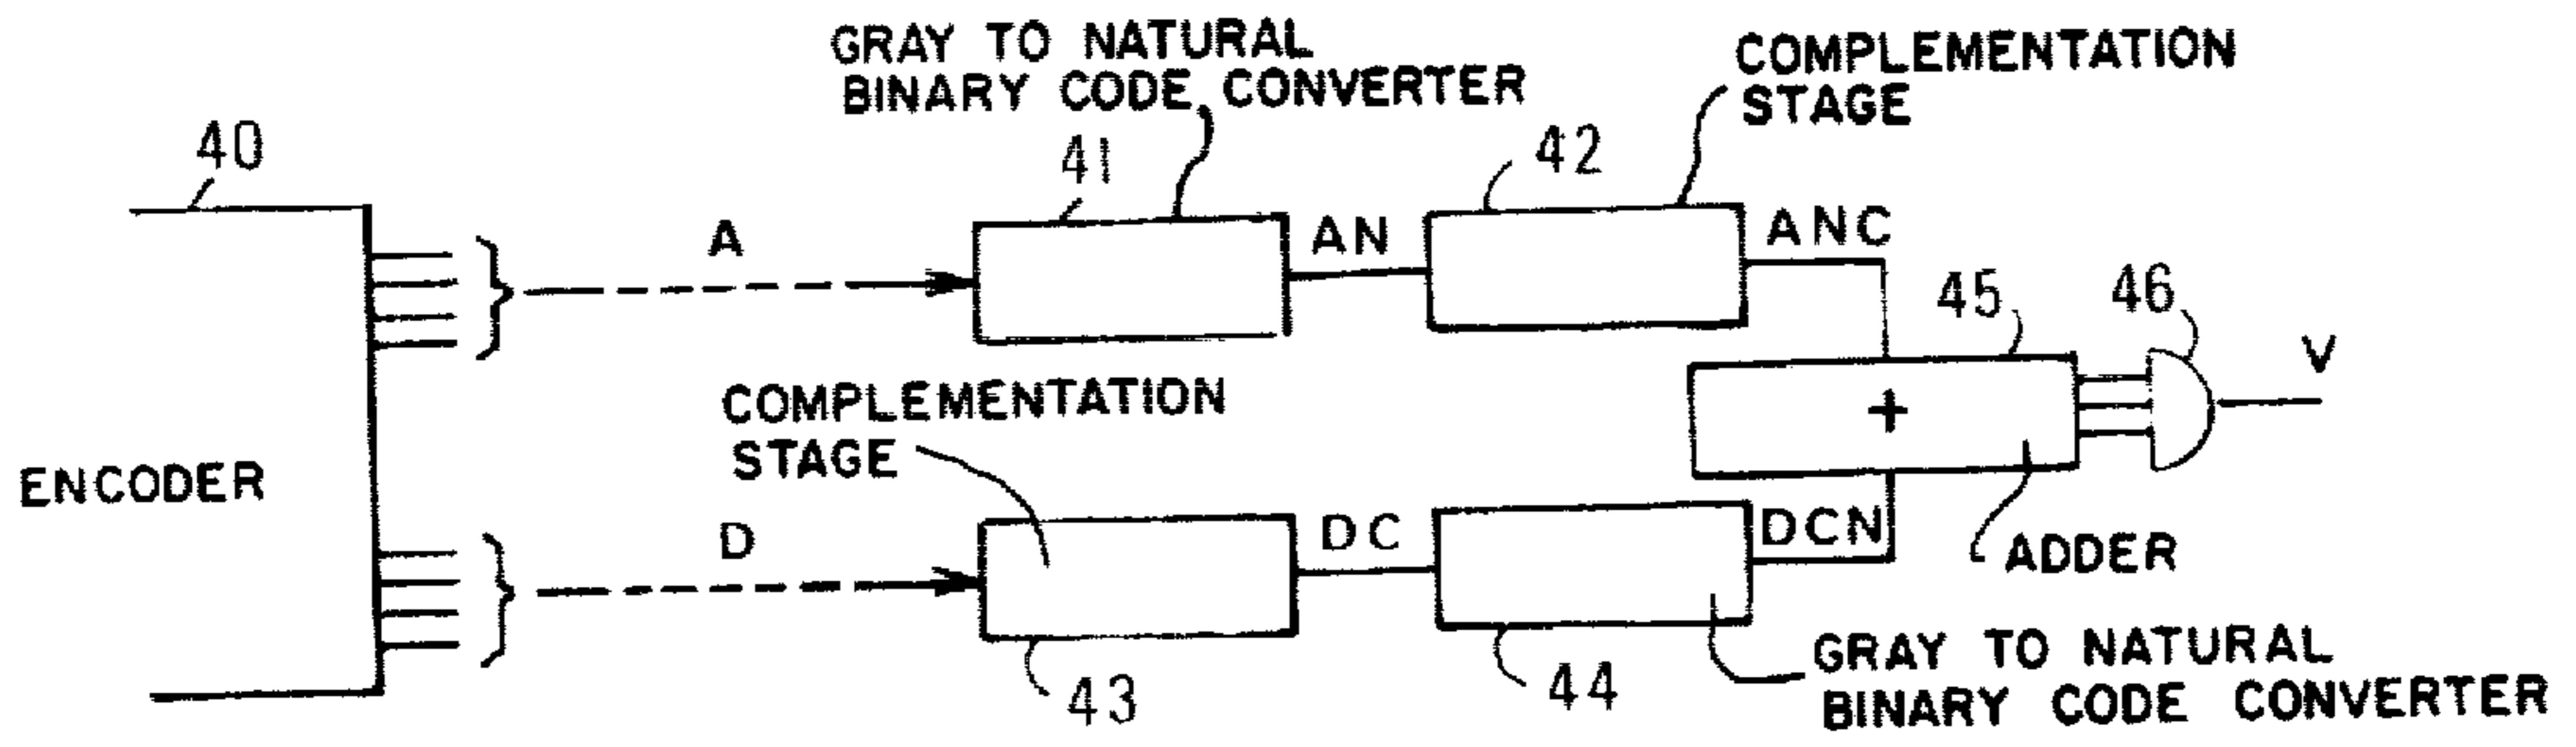 GRAY TO NATURAL
BINARY CODE CONVERTER
COMPLEMENTATION
STAGE
40
41
42
A
AN
ANC
45
46
V
COMPLEMENTATION
STAGE
+
ENCODER
D
DC
DCN
ADDER
43
44
GRAY TO NATURAL
BINARY CODE CONVERTER